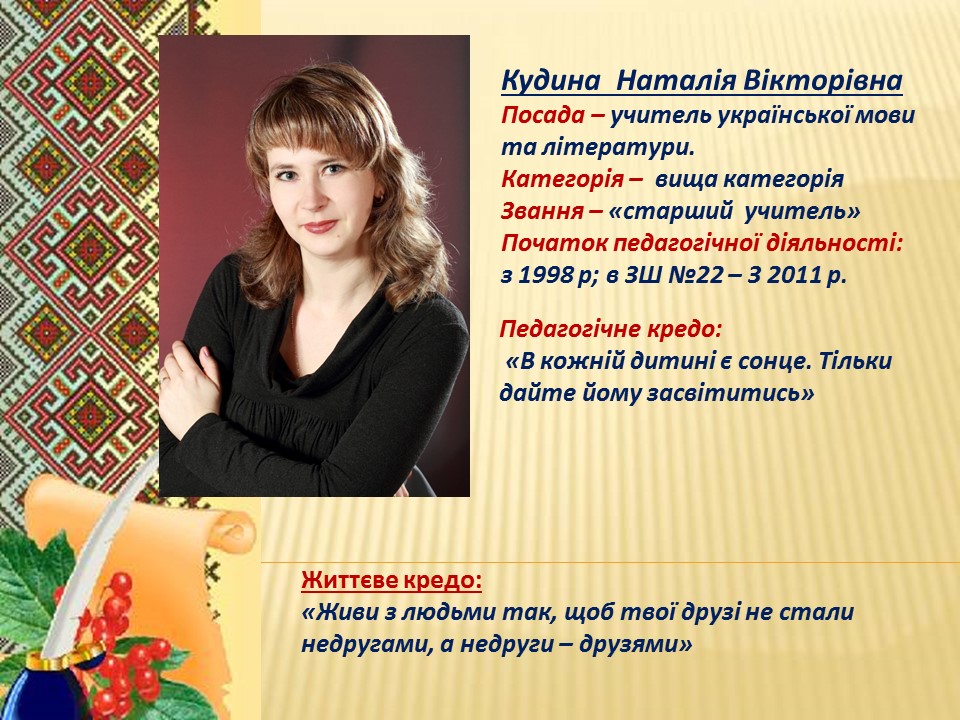 Кудина Наталія Вікторівна
Посада – учитель української мови
та літератури.
Категорія – вища категорія
Звання – «старший учитель»
Початок педагогічної діяльності:
з 1998 р; в ЗШ №22 – З 2011 р.
Педагогічне кредо:
«В кожній дитині є сонце. Тільки
дайте йому засвітитись»
Життєве кредо:
«Живи з людьми так, щоб твої друзі не стали
недругами, а недруги – друзями»